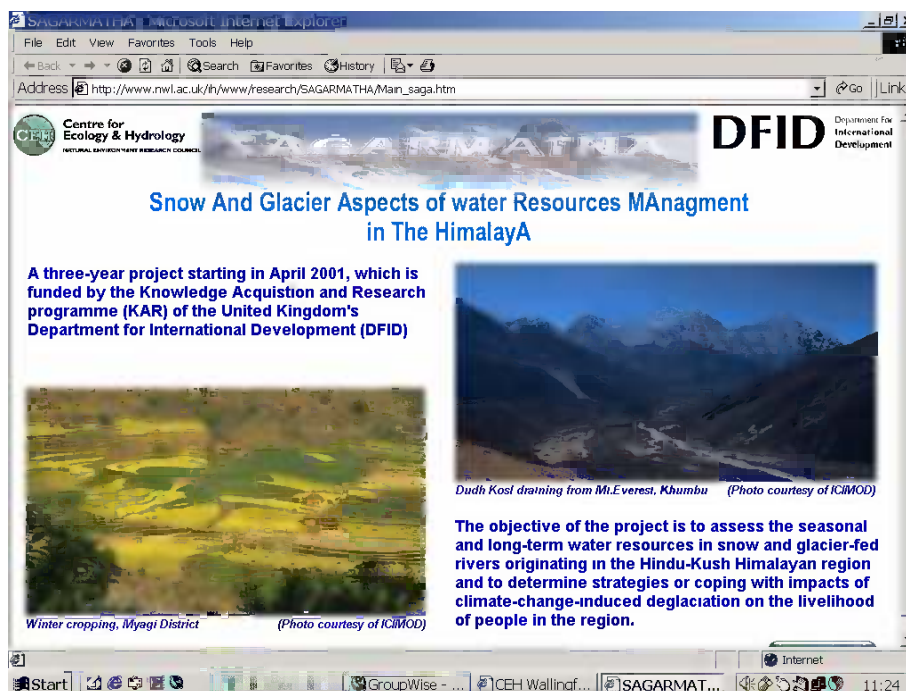 SAGARMATHA - Microsoft Internet Explorer
File Edit View Favorites Tools Help
Back Search Favorites History
Address http://www.nwl.ac.uk/ih/www/research/SAGARMATHA/Main_saga.htm Go Link
Centre for
Ecology & Hydrology
NATURAL ENVIRONMENT RESEARCH COUNCIL
CEH
SAGARMATHA
DFID
Department For
International
Development
Snow And Glacier Aspects of water Resources MAnagment
in The HimalayA
A three-year project starting in April 2001, which is
funded by the Knowledge Acquistion and Research
programme (KAR) of the United Kingdom's
Department for International Development (DFID)
Dudh Kosi draining from Mt.Everest, Khumbu (Photo courtesy of ICIMOD)
The objective of the project is to assess the seasonal
and long-term water resources in snow and glacier-fed
rivers originating in the Hindu-Kush Himalayan region
and to determine strategies or coping with impacts of
climate-change-induced deglaciation on the livelihood
of people in the region.
Winter cropping, Myagi District (Photo courtesy of ICIMOD)
Internet
Start GroupWise - ... CEH Wallingf... SAGARMAT... 11:24